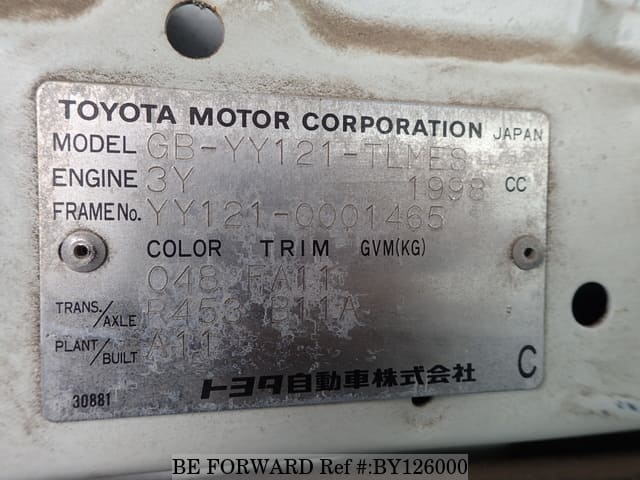 TOYOTA MOTOR CORPORATION JAPAN
MODEL GB-YY121-TLMES
ENGINE 3Y 1998 CC
FRAME No. YY121-0001465
COLOR TRIM GVM(KG)
048 FA11
TRANS./AXLE R453 B11A
PLANT/BUILT A11
C
トヨタ自動車株式会社
30881
BE FORWARD Ref #:BY126000